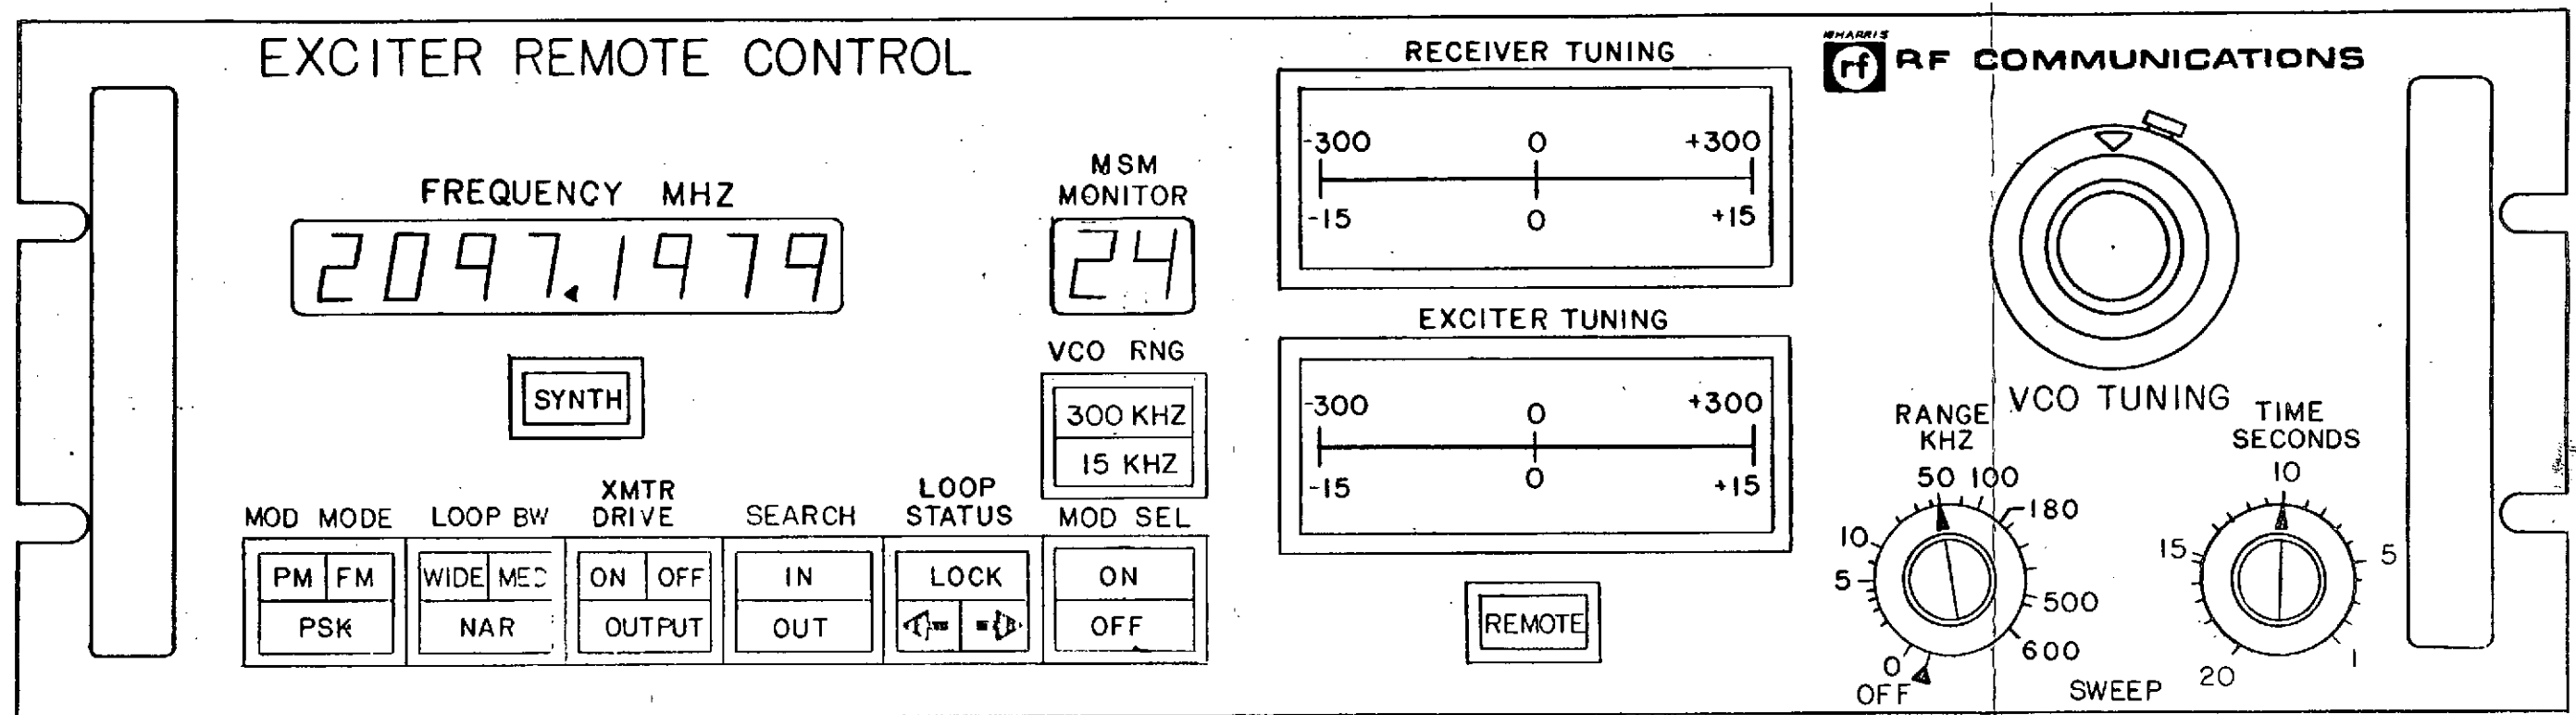 EXCITER REMOTE CONTROL
FREQUENCY MHZ
2097.1979
SYNTH
MSM
MONITOR
24
VCO RNG
300 KHZ
15 KHZ
MOD MODE
PM FM
PSK
LOOP BW
WIDE MED
NAR
XMTR
DRIVE
ON OFF
OUTPUT
SEARCH
IN
OUT
LOOP
STATUS
LOCK
MOD SEL
ON
OFF
RECEIVER TUNING
-300 0 +300
-15 0 +15
EXCITER TUNING
-300 0 +300
-15 0 +15
REMOTE
HARRIS
rf RF COMMUNICATIONS
VCO TUNING
RANGE
KHZ
OFF 0 5 10 50 100 180 500 600
TIME
SECONDS
20 15 10 5 1
SWEEP